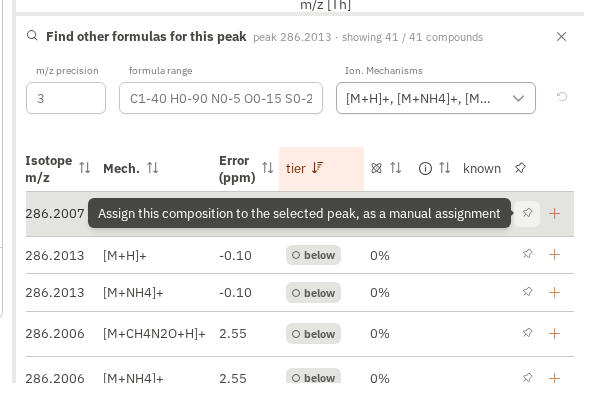 m/z [Th]
Find other formulas for this peak peak 286.2013 · showing 41 / 41 compounds
m/z precision formula range Ion. Mechanisms
3 C1-40 H0-90 N0-5 O0-15 S0-2 [M+H]+, [M+NH4]+, [M...
Isotope m/z Mech. Error (ppm) tier known
286.2007 Assign this composition to the selected peak, as a manual assignment
286.2013 [M+H]+ -0.10 below 0%
286.2013 [M+NH4]+ -0.10 below 0%
286.2006 [M+CH4N2O+H]+ 2.55 below 0%
286.2006 [M+NH4]+ 2.55 below 0%